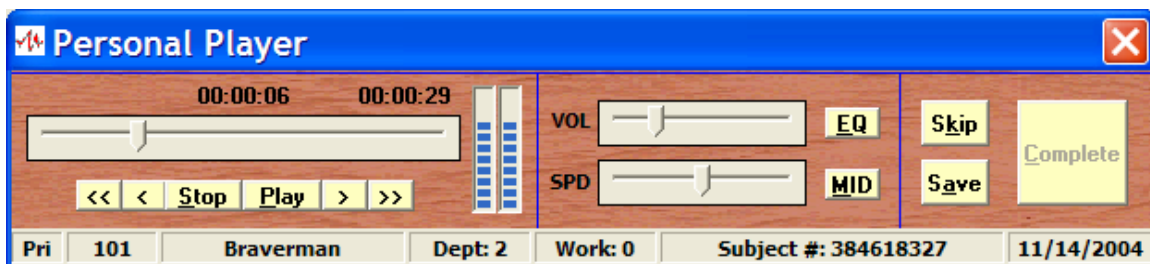 Personal Player
00:00:06 00:00:29
VOL EQ Skip Complete
SPD MID Save
<< < Stop Play > >>
Pri 101 Braverman Dept: 2 Work: 0 Subject #: 384618327 11/14/2004